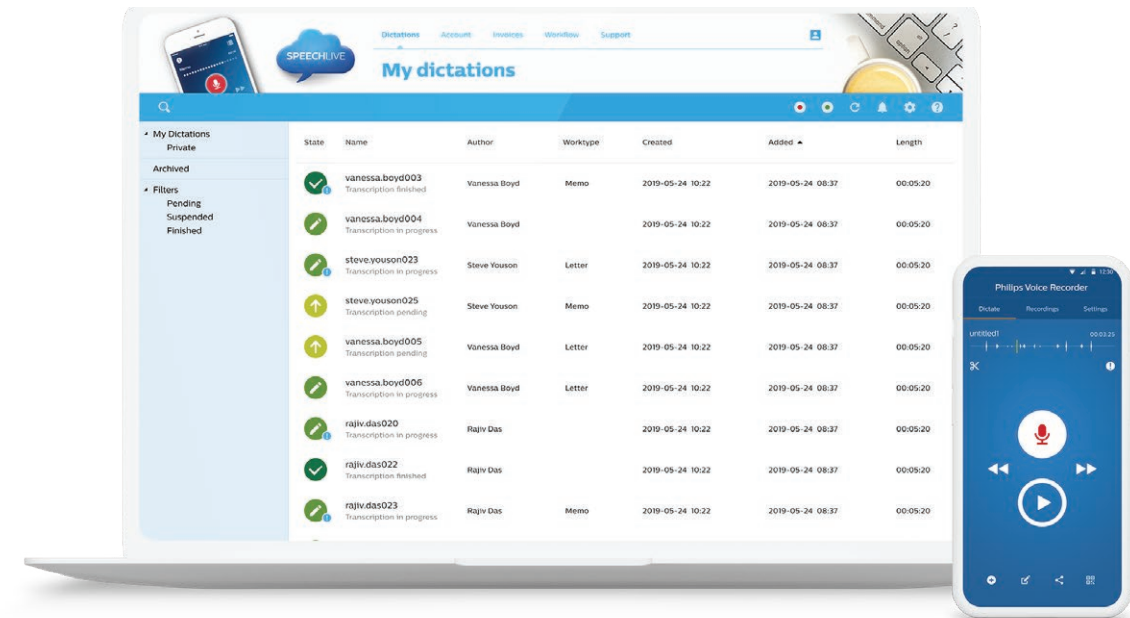 Dictations Account Invoices Workflow Support
SPEECHLIVE
My dictations
My Dictations
Private
Archived
Filters
Pending
Suspended
Finished
State Name Author Worktype Created Added Length
vanessa.boyd003 Vanessa Boyd Memo 2019-05-24 10:22 2019-05-24 08:37 00:05:20
Transcription finished
vanessa.boyd004 Vanessa Boyd 2019-05-24 10:22 2019-05-24 08:37 00:05:20
Transcription in progress
steve.youson023 Steve Youson Letter 2019-05-24 10:22 2019-05-24 08:37 00:05:20
Transcription in progress
steve.youson025 Steve Youson Memo 2019-05-24 10:22 2019-05-24 08:37 00:05:20
Transcription pending
vanessa.boyd005 Vanessa Boyd Letter 2019-05-24 10:22 2019-05-24 08:37 00:05:20
Transcription pending
vanessa.boyd006 Vanessa Boyd Letter 2019-05-24 10:22 2019-05-24 08:37 00:05:20
Transcription in progress
rajiv.das020 Rajiv Das 2019-05-24 10:22 2019-05-24 08:37 00:05:20
Transcription in progress
rajiv.das022 Rajiv Das 2019-05-24 10:22 2019-05-24 08:37 00:05:20
Transcription finished
rajiv.das023 Rajiv Das Memo 2019-05-24 10:22 2019-05-24 08:37 00:05:20
Transcription in progress
12:30
Philips Voice Recorder
Dictate Recordings Settings
untitled1 00:03:25